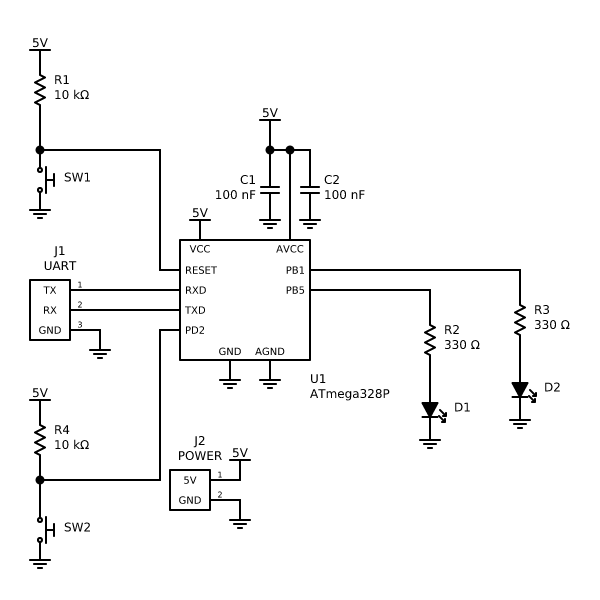 5V
R1
10 kΩ
SW1
5V
C1
100 nF
C2
100 nF
5V
VCC
AVCC
RESET
RXD
TXD
PD2
PB1
PB5
GND
AGND
U1
ATmega328P
J1
UART
TX
1
RX
2
GND
3
R2
330 Ω
D1
R3
330 Ω
D2
5V
R4
10 kΩ
SW2
J2
POWER
5V
5V
1
GND
2